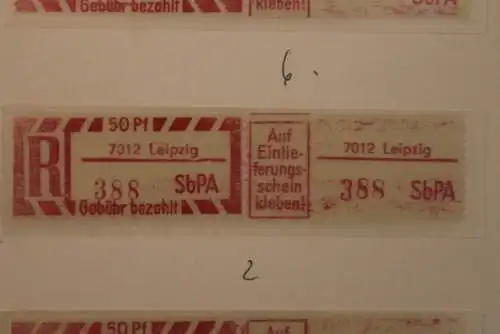 Gebühr bezahlt
kleben!
SbPA
6.
50 Pf
R
7012 Leipzig
388 SbPA
Gebühr bezahlt
Auf
Einlie-
ferungs-
schein
kleben!
7012 Leipzig
388 SbPA
2
50 Pf
Auf